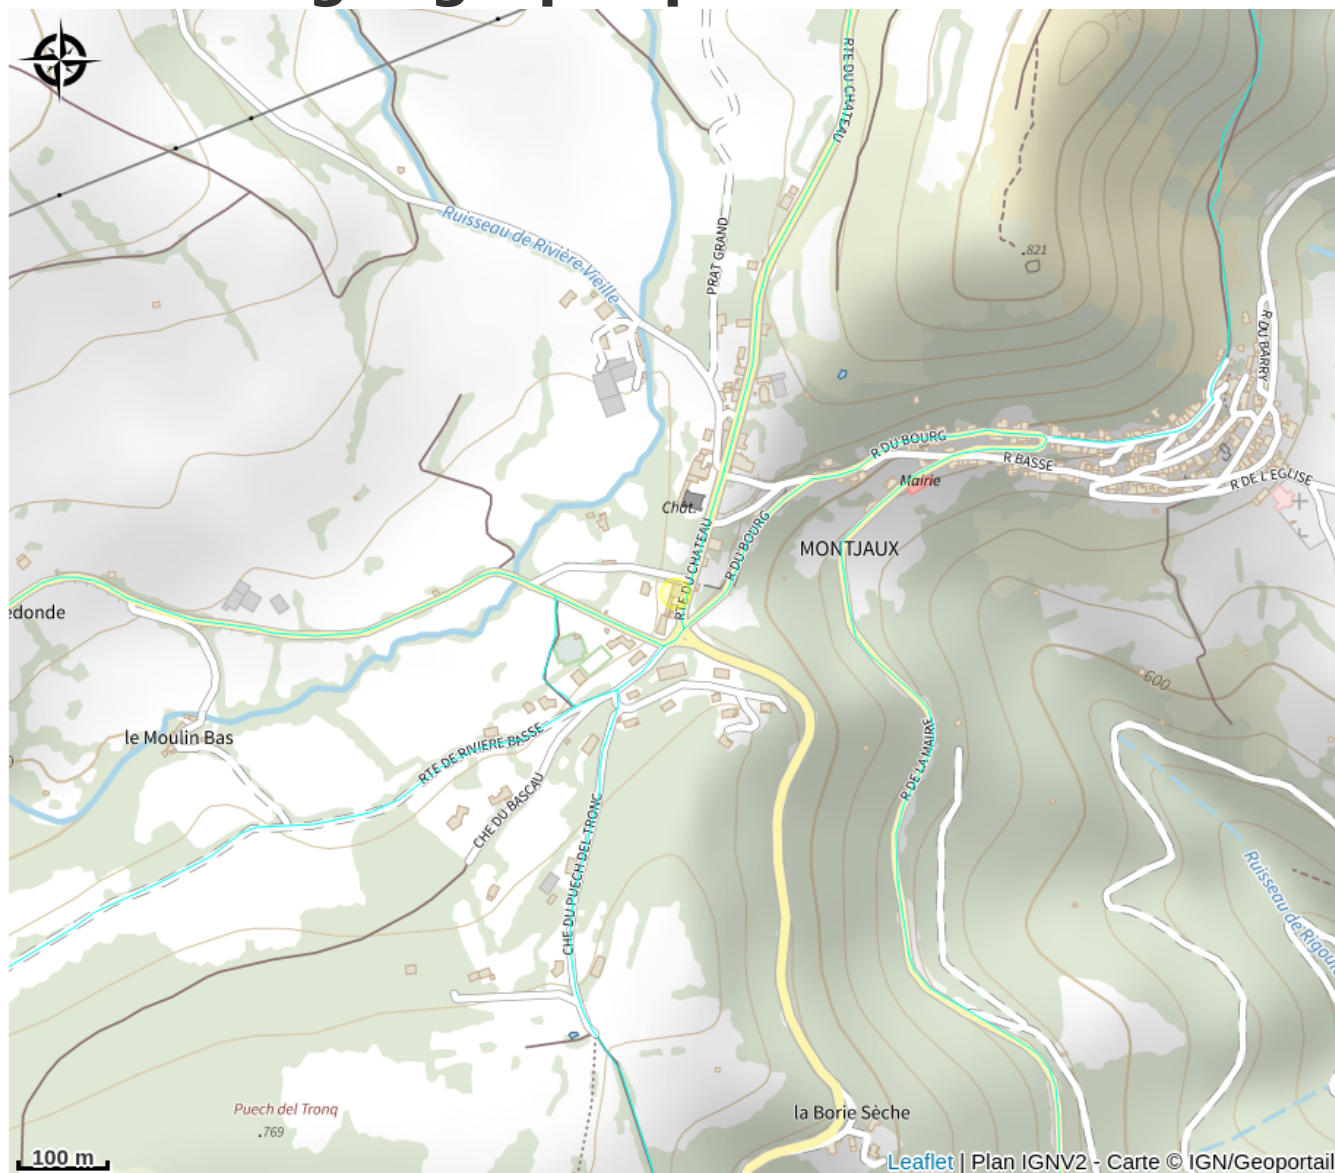 RTE DU CHATEAU
Ruisseau de Rivière Vieille
PRAT GRAND
.821
R DU BARRY
R DU BOURG
R BASSE
Mairie
R DE L EGLISE
Chât.
MONTJAUX
RTE DU CHATEAU
R DU BOURG
edonde
600
le Moulin Bas
RTE DE RIVIERE BASSE
R DE LA MAIRIE
CHE DU BASCAU
CHE DU PUECH DEL TRONC
Ruisseau de Rigoul
Puech del Tronq
.769
la Borie Sèche
100 m
Leaflet | Plan IGNV2 - Carte © IGN/Geoportail